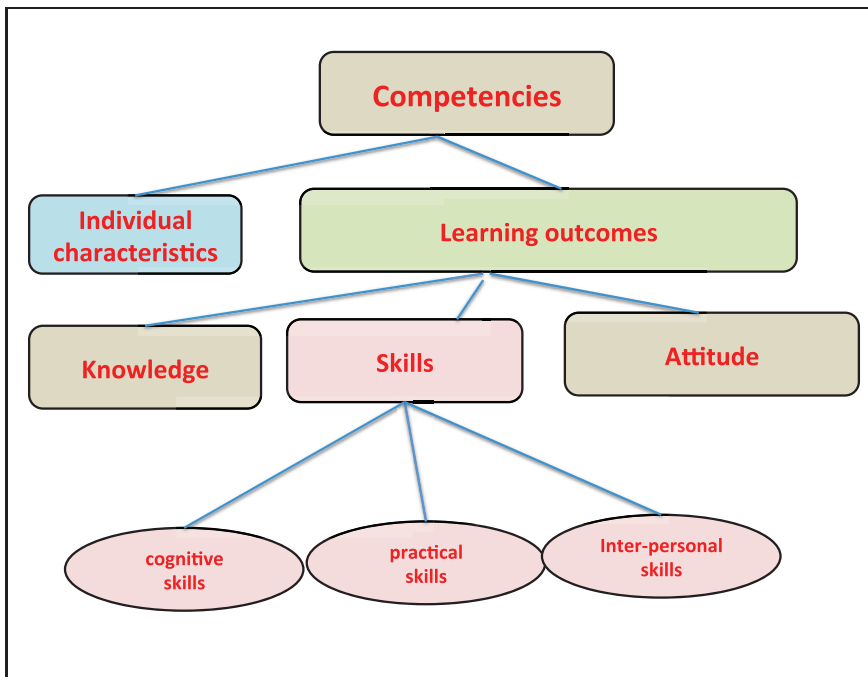 Competencies
Individual
characteristics
Learning outcomes
Knowledge
Skills
Attitude
cognitive
skills
practical
skills
Inter-personal
skills